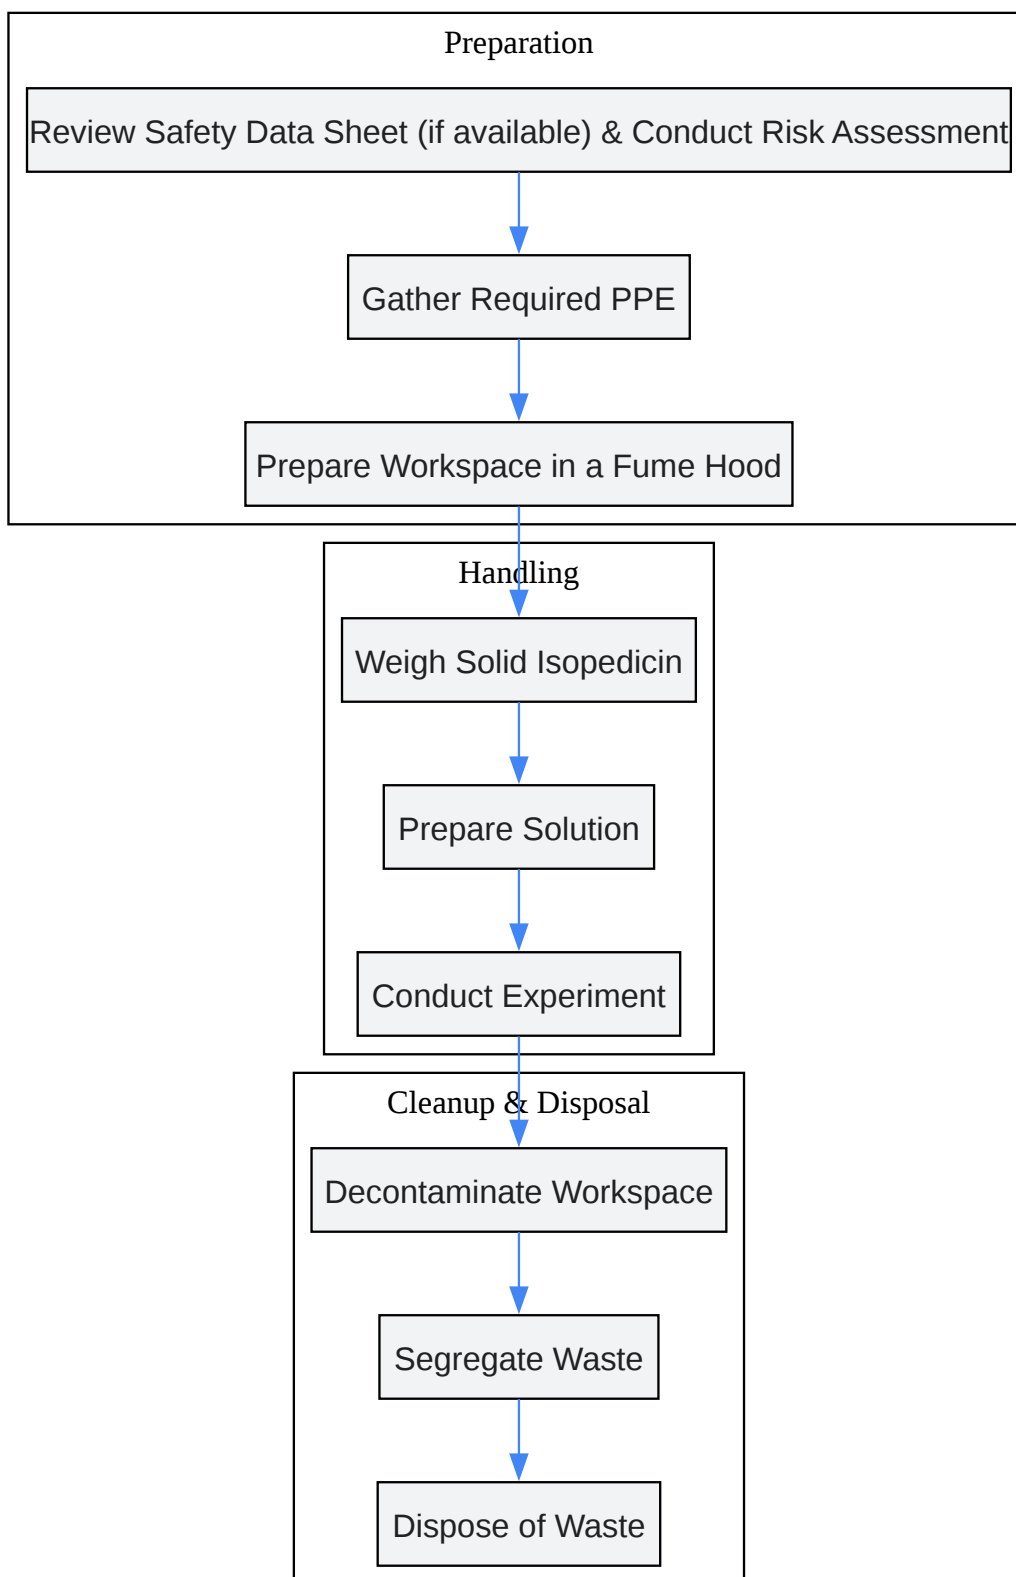 Preparation
Review Safety Data Sheet (if available) & Conduct Risk Assessment
Gather Required PPE
Prepare Workspace in a Fume Hood
Handling
Weigh Solid Isopedicin
Prepare Solution
Conduct Experiment
Cleanup & Disposal
Decontaminate Workspace
Segregate Waste
Dispose of Waste